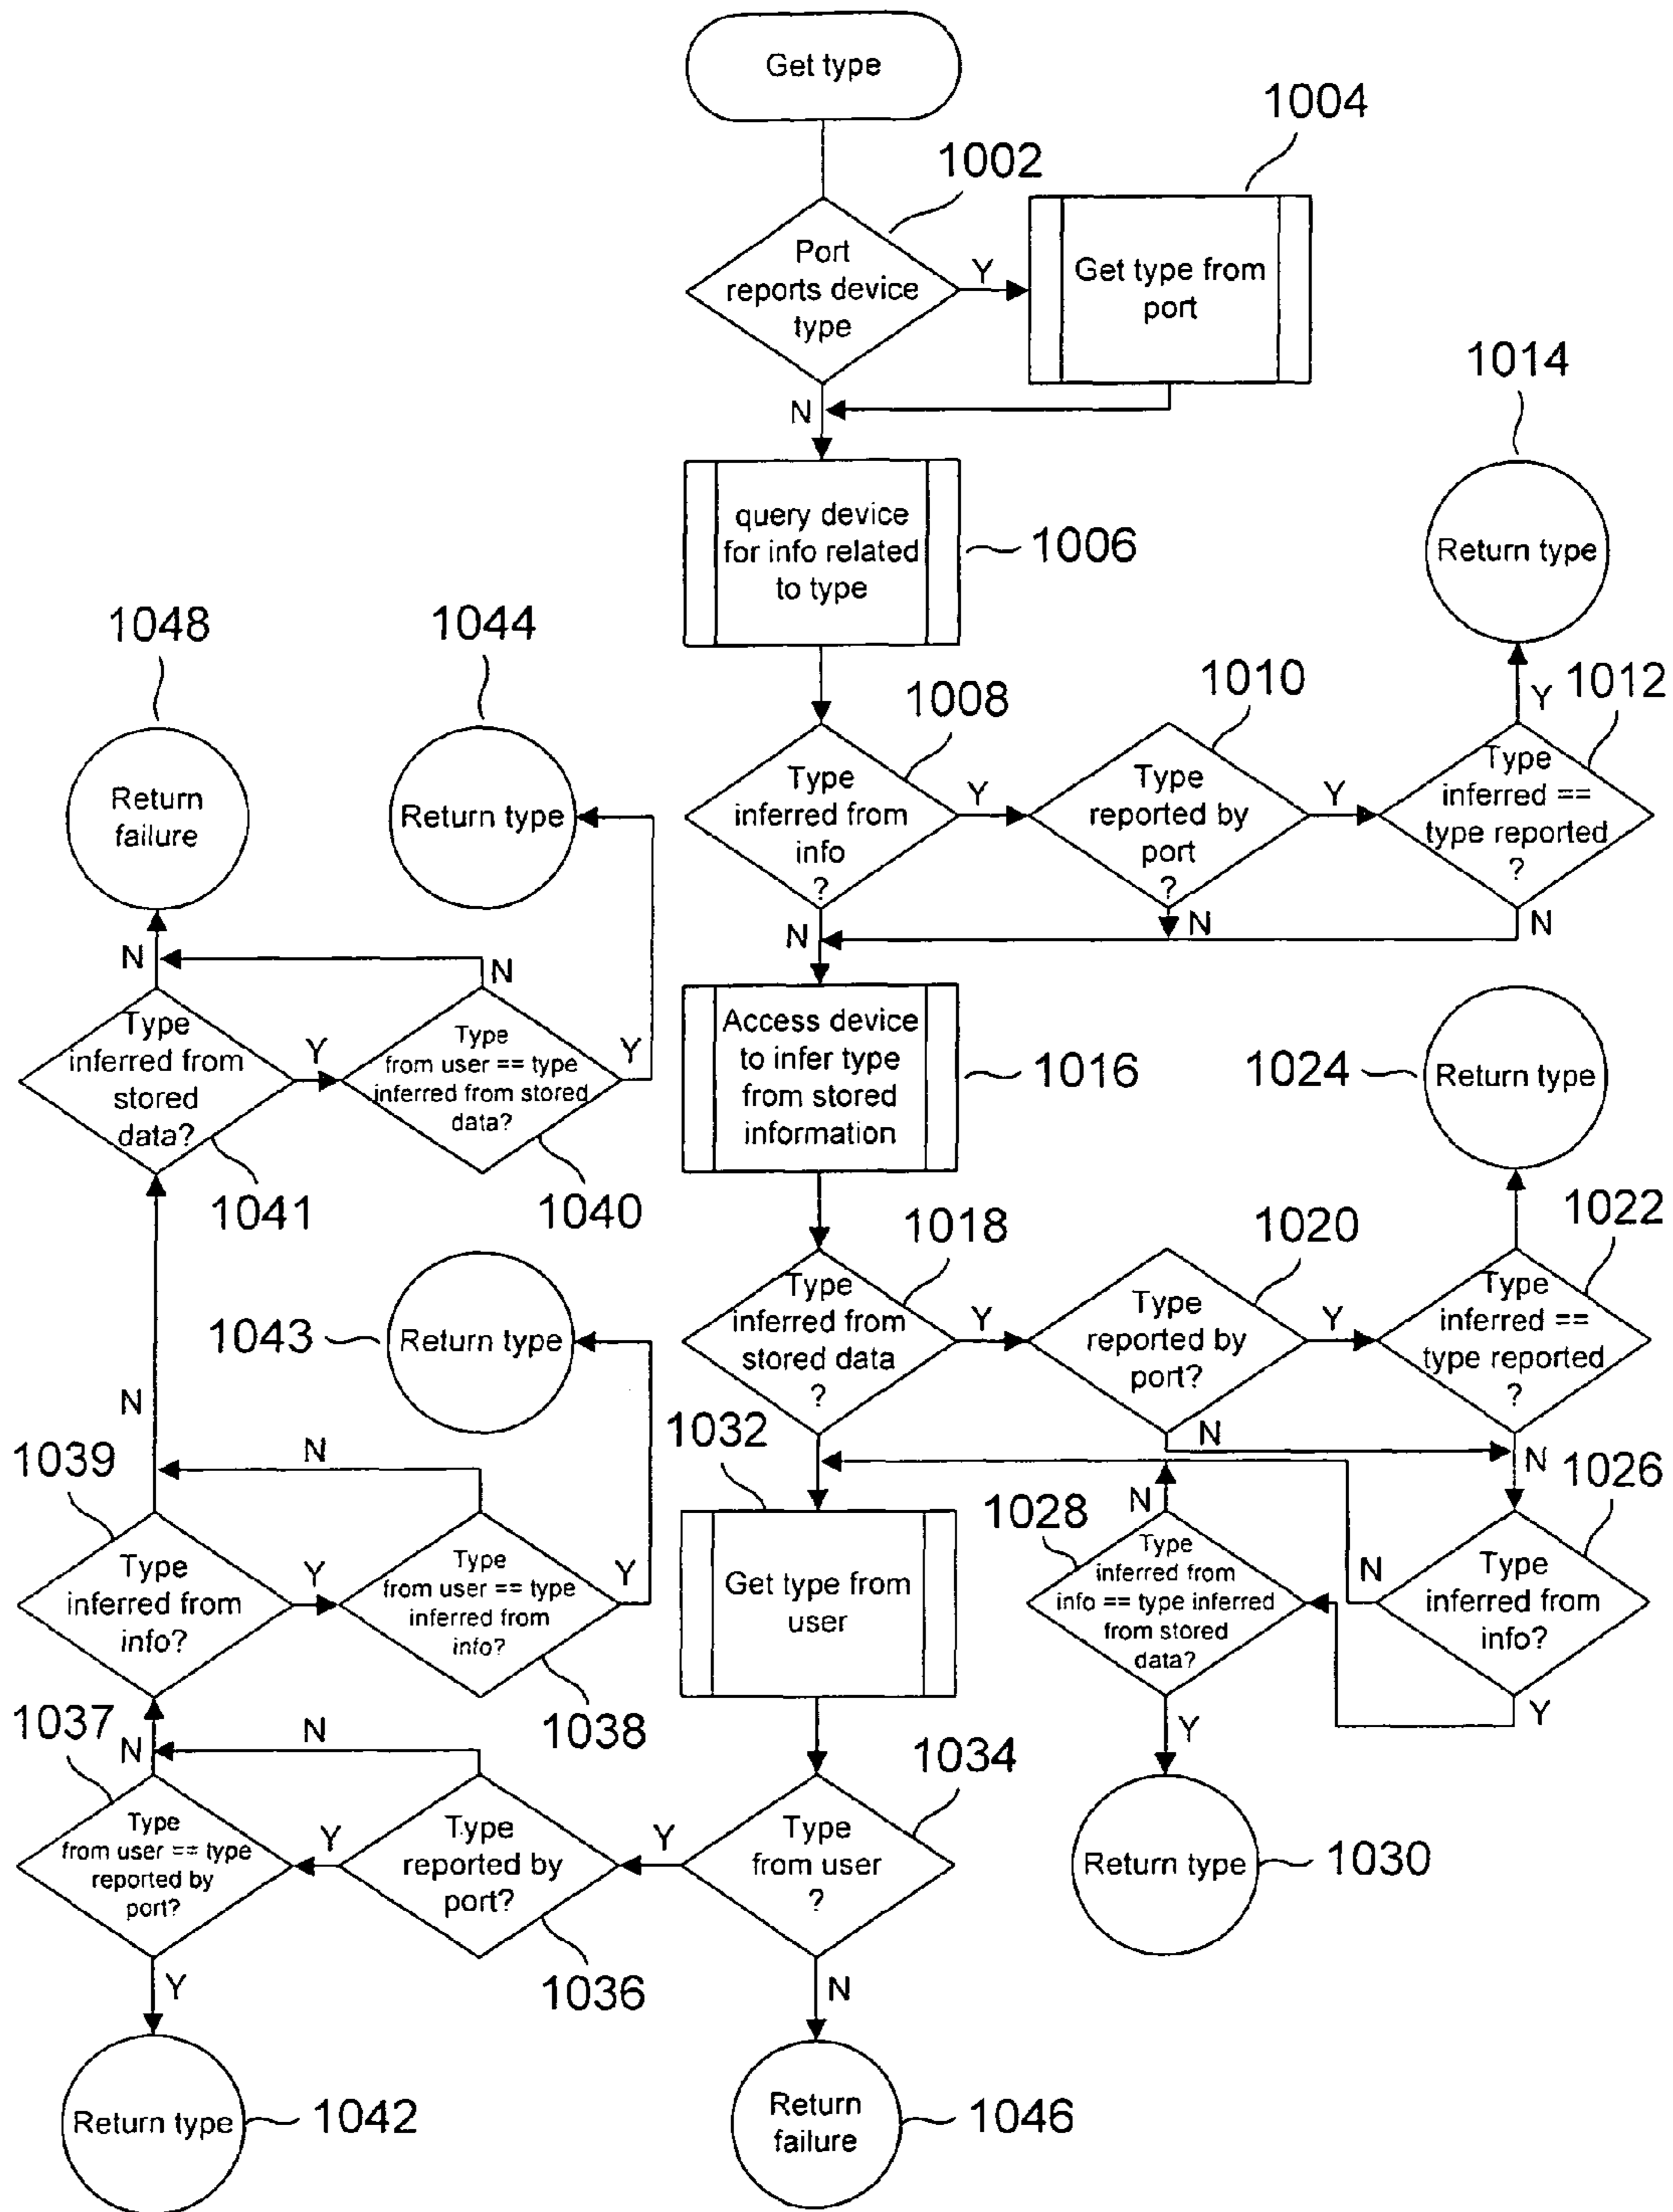 Get type
1004
1002
Port
reports device
type
Y
Get type from
port
N
1014
Return type
query device
for info related
to type
1006
1048
1044
1008
1010
Y
1012
Return
failure
Return type
Type
inferred from
info
?
Y
Type
reported by
port
?
Y
Type
inferred ==
type reported
?
N
N
N
N
N
Type
inferred from
stored
data?
Y
Type
from user == type
inferred from stored
data?
Y
Access device
to infer type
from stored
information
1016
1024
Return type
1041
1040
1018
1020
1022
1043
Return type
Type
inferred from
stored data
?
Y
Type
reported by
port?
Y
Type
inferred ==
type reported
?
N
1032
N
N
1039
N
1028
N
1026
Type
inferred from
info?
Y
Type
from user == type
inferred from
info?
Y
Get type from
user
Type
inferred from
info == type inferred
from stored
data?
N
Type
inferred from
info?
1037
N
N
1038
1034
Y
Y
Type
from user == type
reported by
port?
Y
Type
reported by
port?
Y
Type
from user
?
Return type
1030
Y
1036
N
Return type
1042
Return
failure
1046